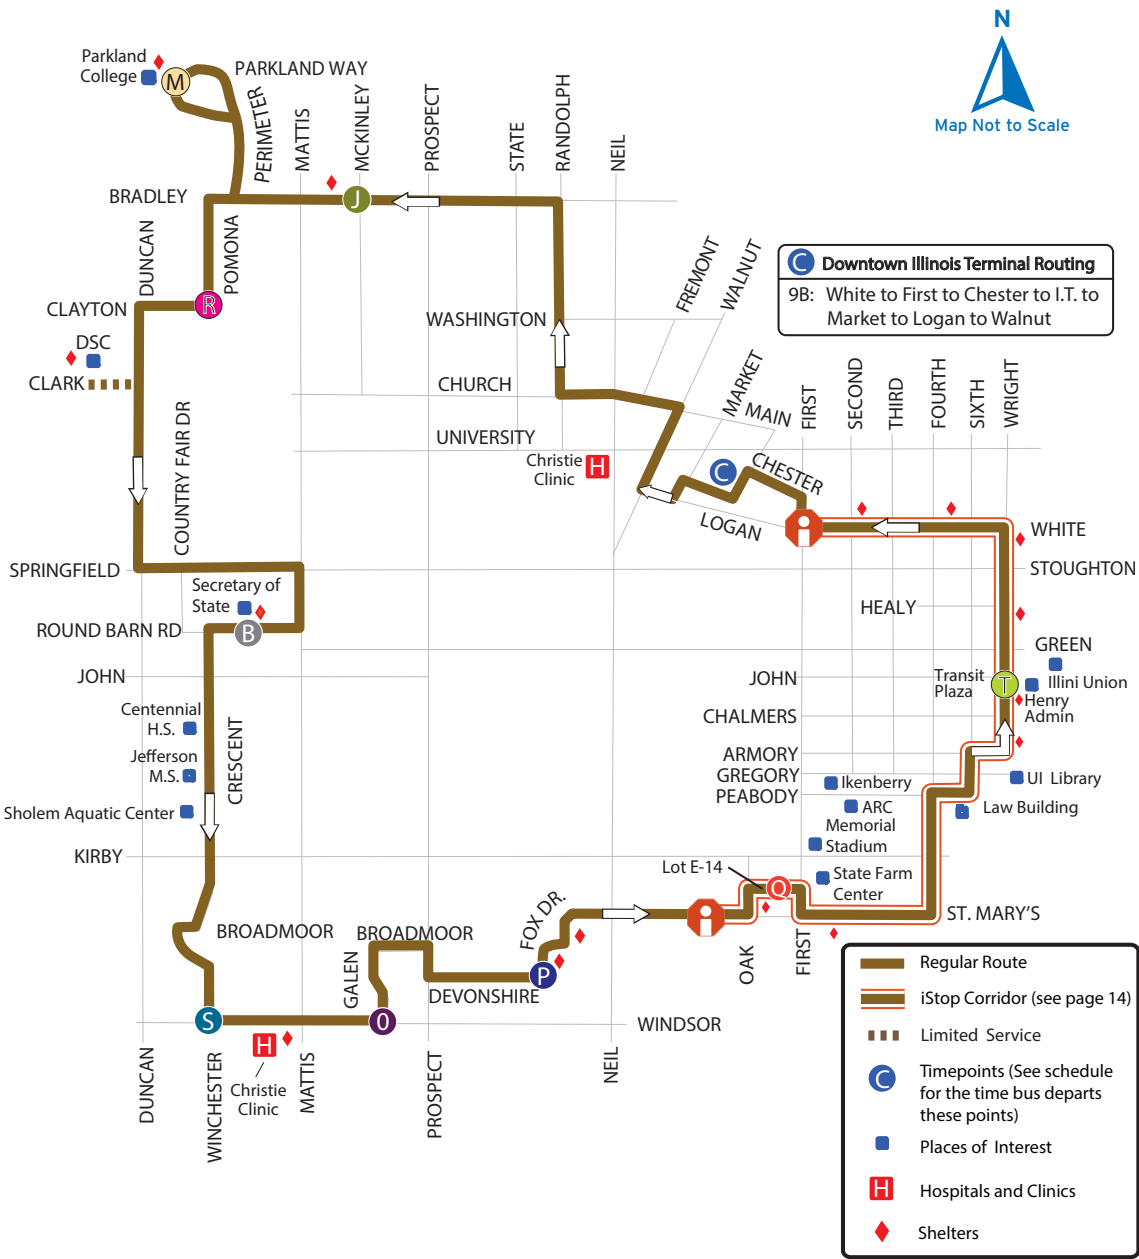 N
Map Not to Scale
Parkland
College
M
PARKLAND WAY
PERIMETER
MATTIS
MCKINLEY
PROSPECT
STATE
RANDOLPH
NEIL
BRADLEY
J
DUNCAN
POMONA
FREMONT
WALNUT
C Downtown Illinois Terminal Routing
9B: White to First to Chester to I.T. to
Market to Logan to Walnut
CLAYTON
R
WASHINGTON
DSC
CLARK
CHURCH
MARKET
MAIN
FIRST
SECOND
THIRD
FOURTH
SIXTH
WRIGHT
COUNTRY FAIR DR
UNIVERSITY
Christie
Clinic
H
C
CHESTER
LOGAN
WHITE
SPRINGFIELD
STOUGHTON
Secretary of
State
HEALY
ROUND BARN RD
B
GREEN
JOHN
JOHN
Transit
Plaza
T
Illini Union
Henry
Admin
Centennial
H.S.
CHALMERS
CRESCENT
Jefferson
M.S.
ARMORY
GREGORY
PEABODY
Ikenberry
UI Library
Sholem Aquatic Center
ARC
Law Building
Memorial
Stadium
KIRBY
Lot E-14
Q
State Farm
Center
FOX DR.
ST. MARY'S
BROADMOOR
BROADMOOR
GALEN
OAK
FIRST
P
DEVONSHIRE
S
O
WINDSOR
H
Christie
Clinic
DUNCAN
WINCHESTER
MATTIS
PROSPECT
NEIL
Regular Route
iStop Corridor (see page 14)
Limited Service
C
Timepoints (See schedule
for the time bus departs
these points)
Places of Interest
H
Hospitals and Clinics
Shelters